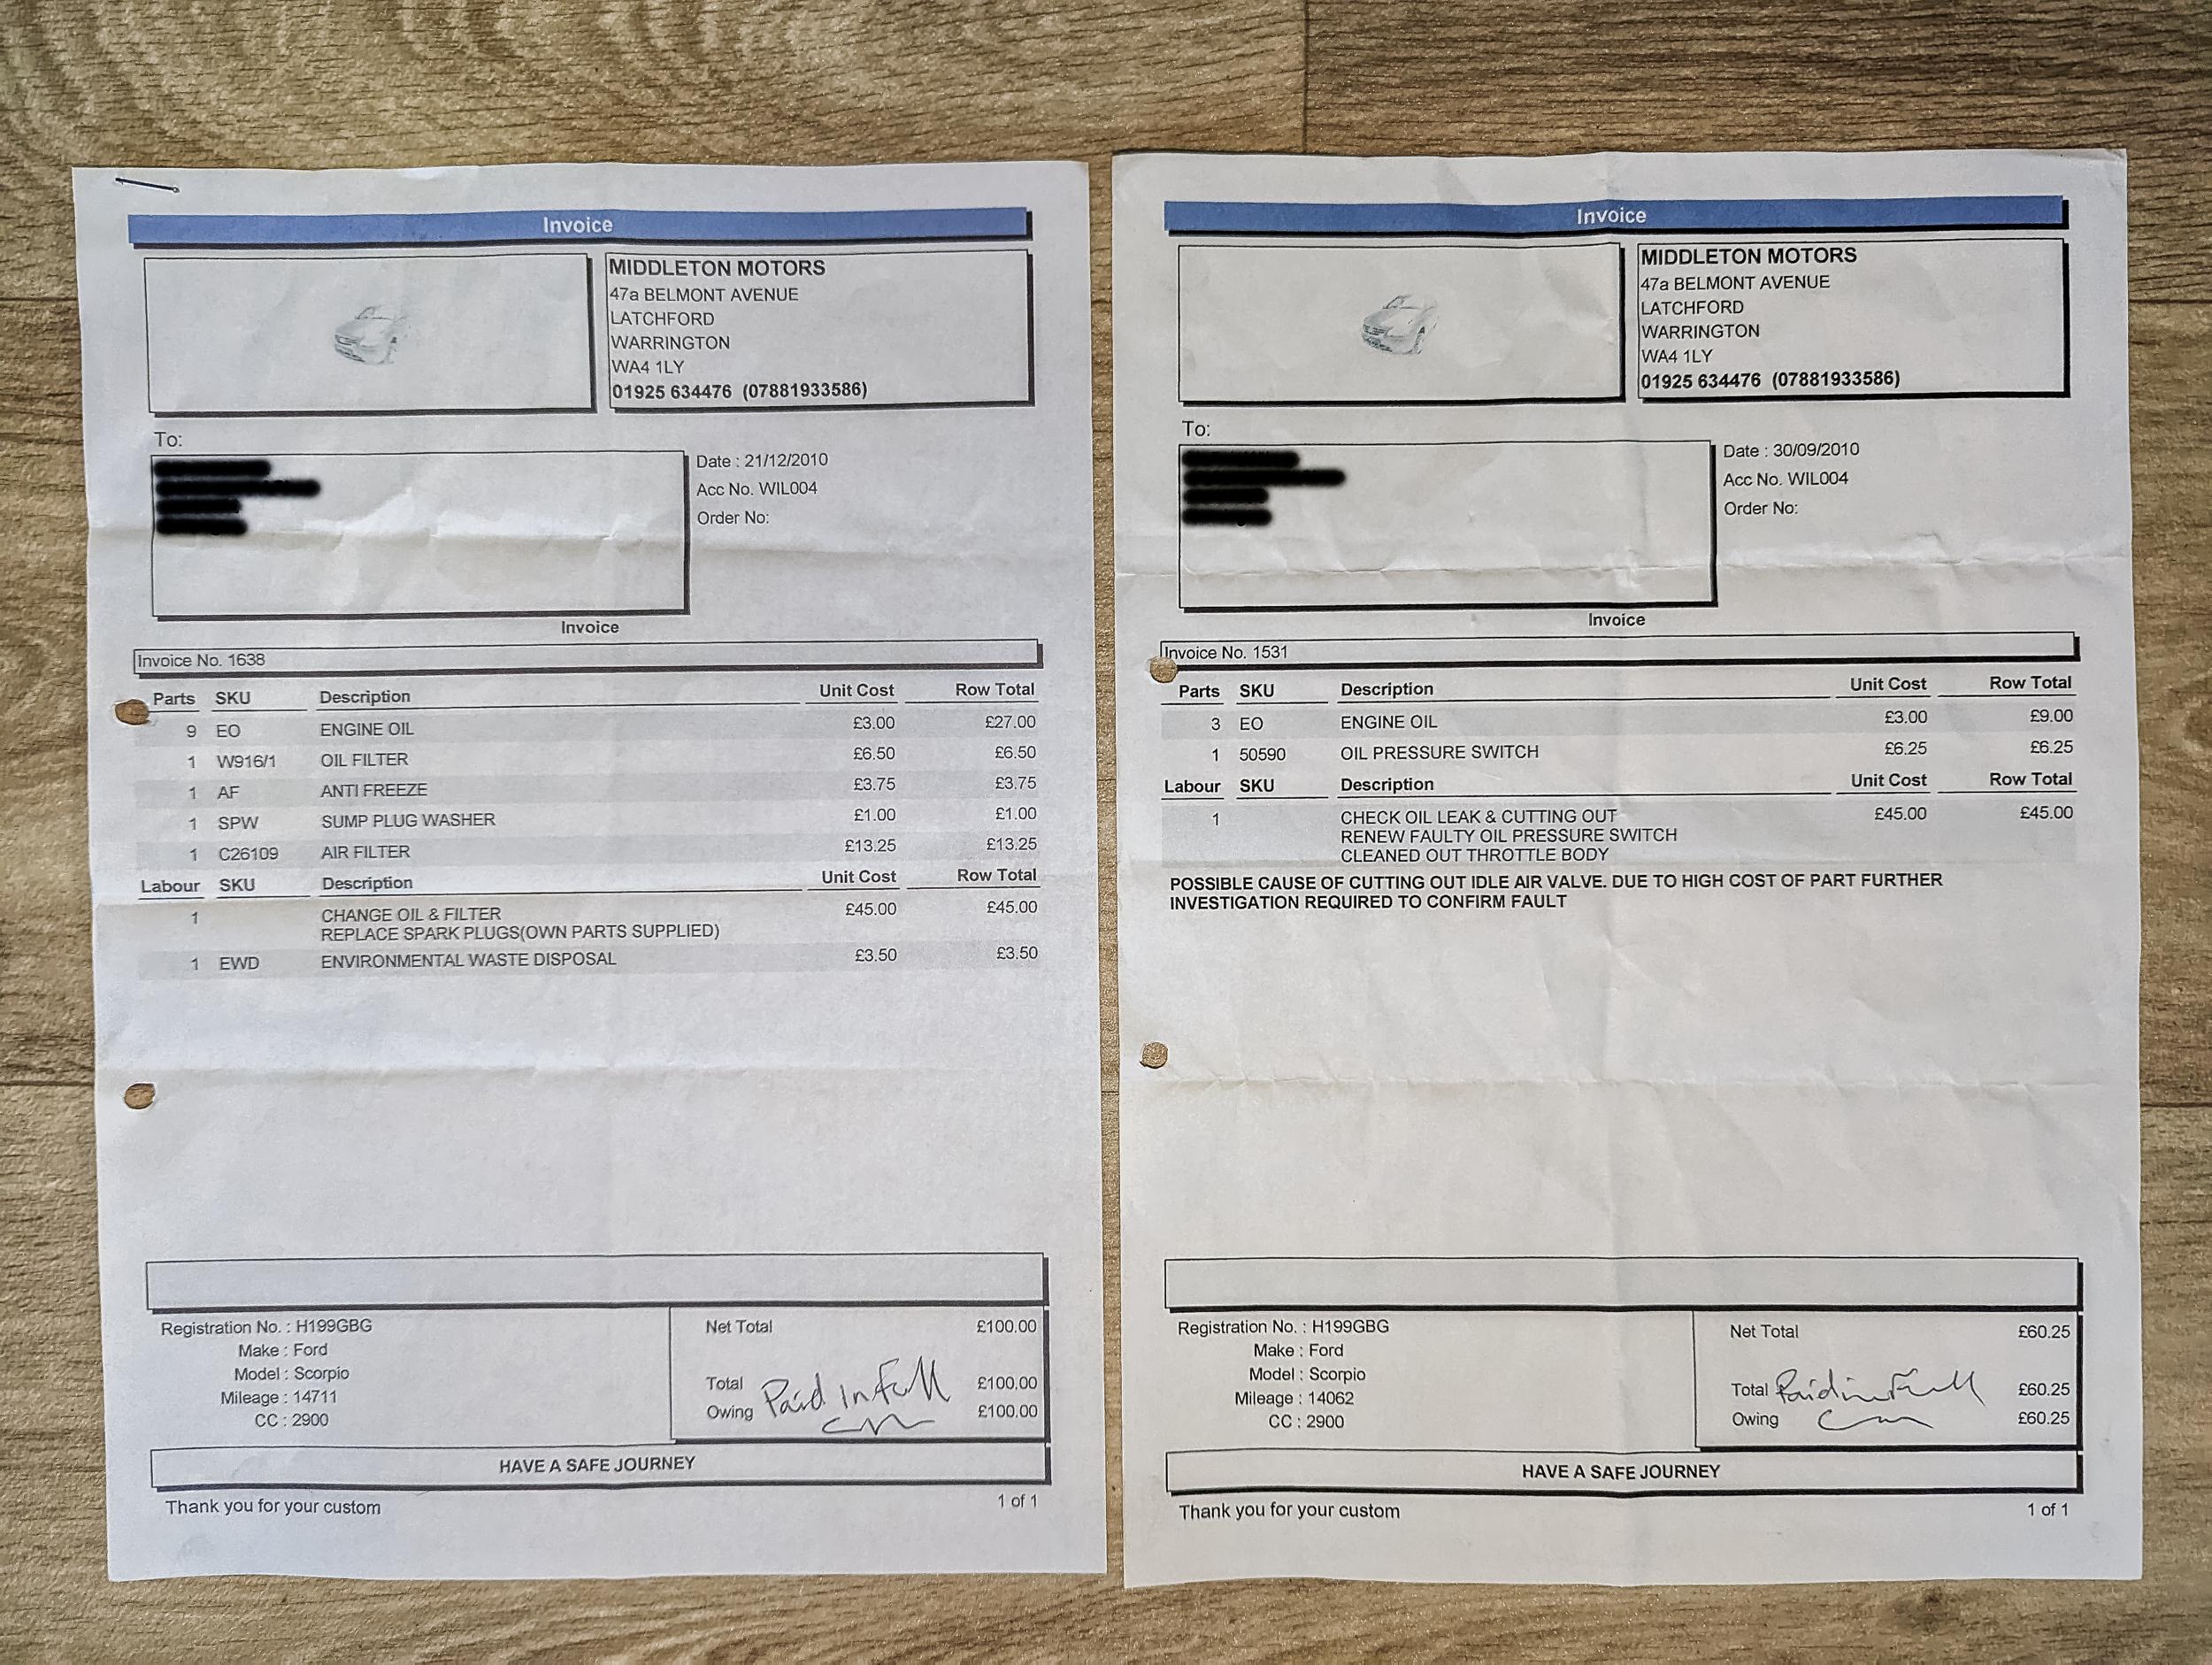 Invoice
MIDDLETON MOTORS
47a BELMONT AVENUE
LATCHFORD
WARRINGTON
WA4 1LY
01925 634476 (07881933586)
To:
Date : 21/12/2010
Acc No. WIL004
Order No:
Invoice
Invoice No. 1638
Parts SKU Description Unit Cost Row Total
9 EO ENGINE OIL £3.00 £27.00
1 W916/1 OIL FILTER £6.50 £6.50
1 AF ANTI FREEZE £3.75 £3.75
1 SPW SUMP PLUG WASHER £1.00 £1.00
1 C26109 AIR FILTER £13.25 £13.25
Labour SKU Description Unit Cost Row Total
1 CHANGE OIL & FILTER £45.00 £45.00
REPLACE SPARK PLUGS(OWN PARTS SUPPLIED)
1 EWD ENVIRONMENTAL WASTE DISPOSAL £3.50 £3.50
Registration No. : H199GBG
Make : Ford
Model : Scorpio
Mileage : 14711
CC : 2900
Net Total £100.00
Total £100.00
Owing £100.00
Paid In Full
HAVE A SAFE JOURNEY
Thank you for your custom 1 of 1
Invoice
MIDDLETON MOTORS
47a BELMONT AVENUE
LATCHFORD
WARRINGTON
WA4 1LY
01925 634476 (07881933586)
To:
Date : 30/09/2010
Acc No. WIL004
Order No:
Invoice
Invoice No. 1531
Parts SKU Description Unit Cost Row Total
3 EO ENGINE OIL £3.00 £9.00
1 50590 OIL PRESSURE SWITCH £6.25 £6.25
Labour SKU Description Unit Cost Row Total
1 CHECK OIL LEAK & CUTTING OUT £45.00 £45.00
RENEW FAULTY OIL PRESSURE SWITCH
CLEANED OUT THROTTLE BODY
POSSIBLE CAUSE OF CUTTING OUT IDLE AIR VALVE. DUE TO HIGH COST OF PART FURTHER
INVESTIGATION REQUIRED TO CONFIRM FAULT
Registration No. : H199GBG
Make : Ford
Model : Scorpio
Mileage : 14062
CC : 2900
Net Total £60.25
Total £60.25
Owing £60.25
Paid in Full
HAVE A SAFE JOURNEY
Thank you for your custom 1 of 1